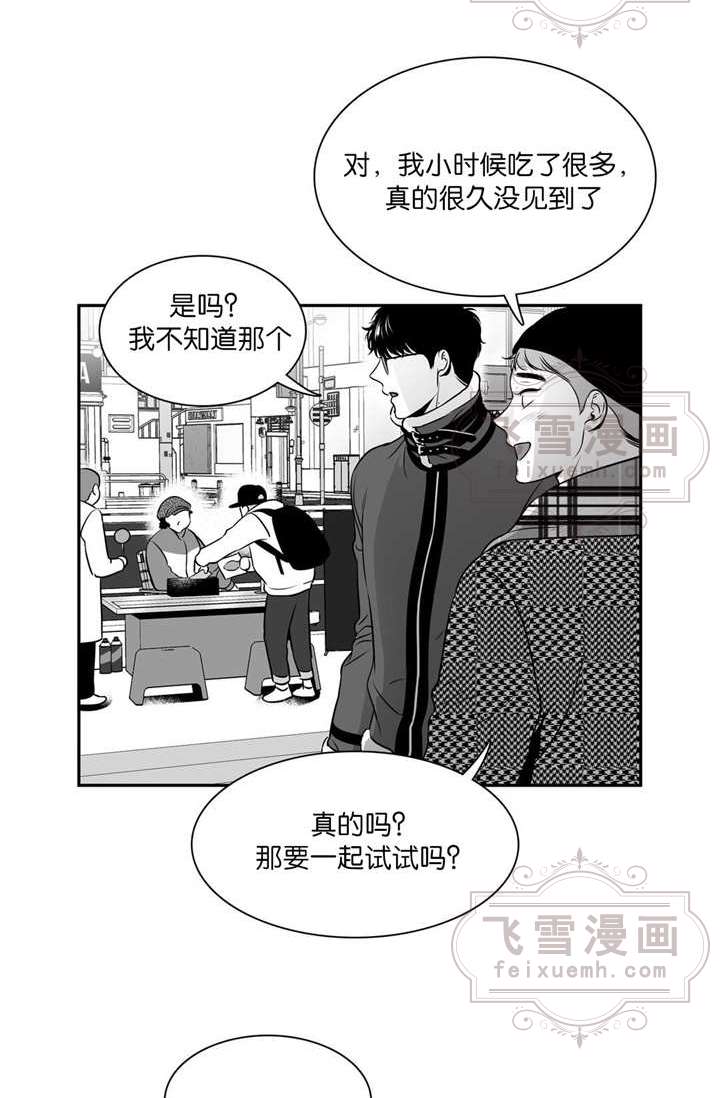 对，我小时候吃了很多，
真的很久没见到了
是吗？
我不知道那个
A
飞雪漫画
feixuemh.com
真的吗？
那要一起试试吗？
飞雪漫画
feixuemh.com